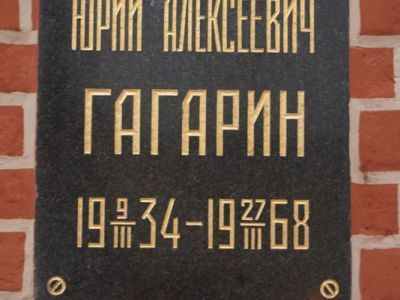 ЮРИЙ АЛЕКСЕЕВИЧ
ГАГАРИН
19 9/III 34–19 27/III 68